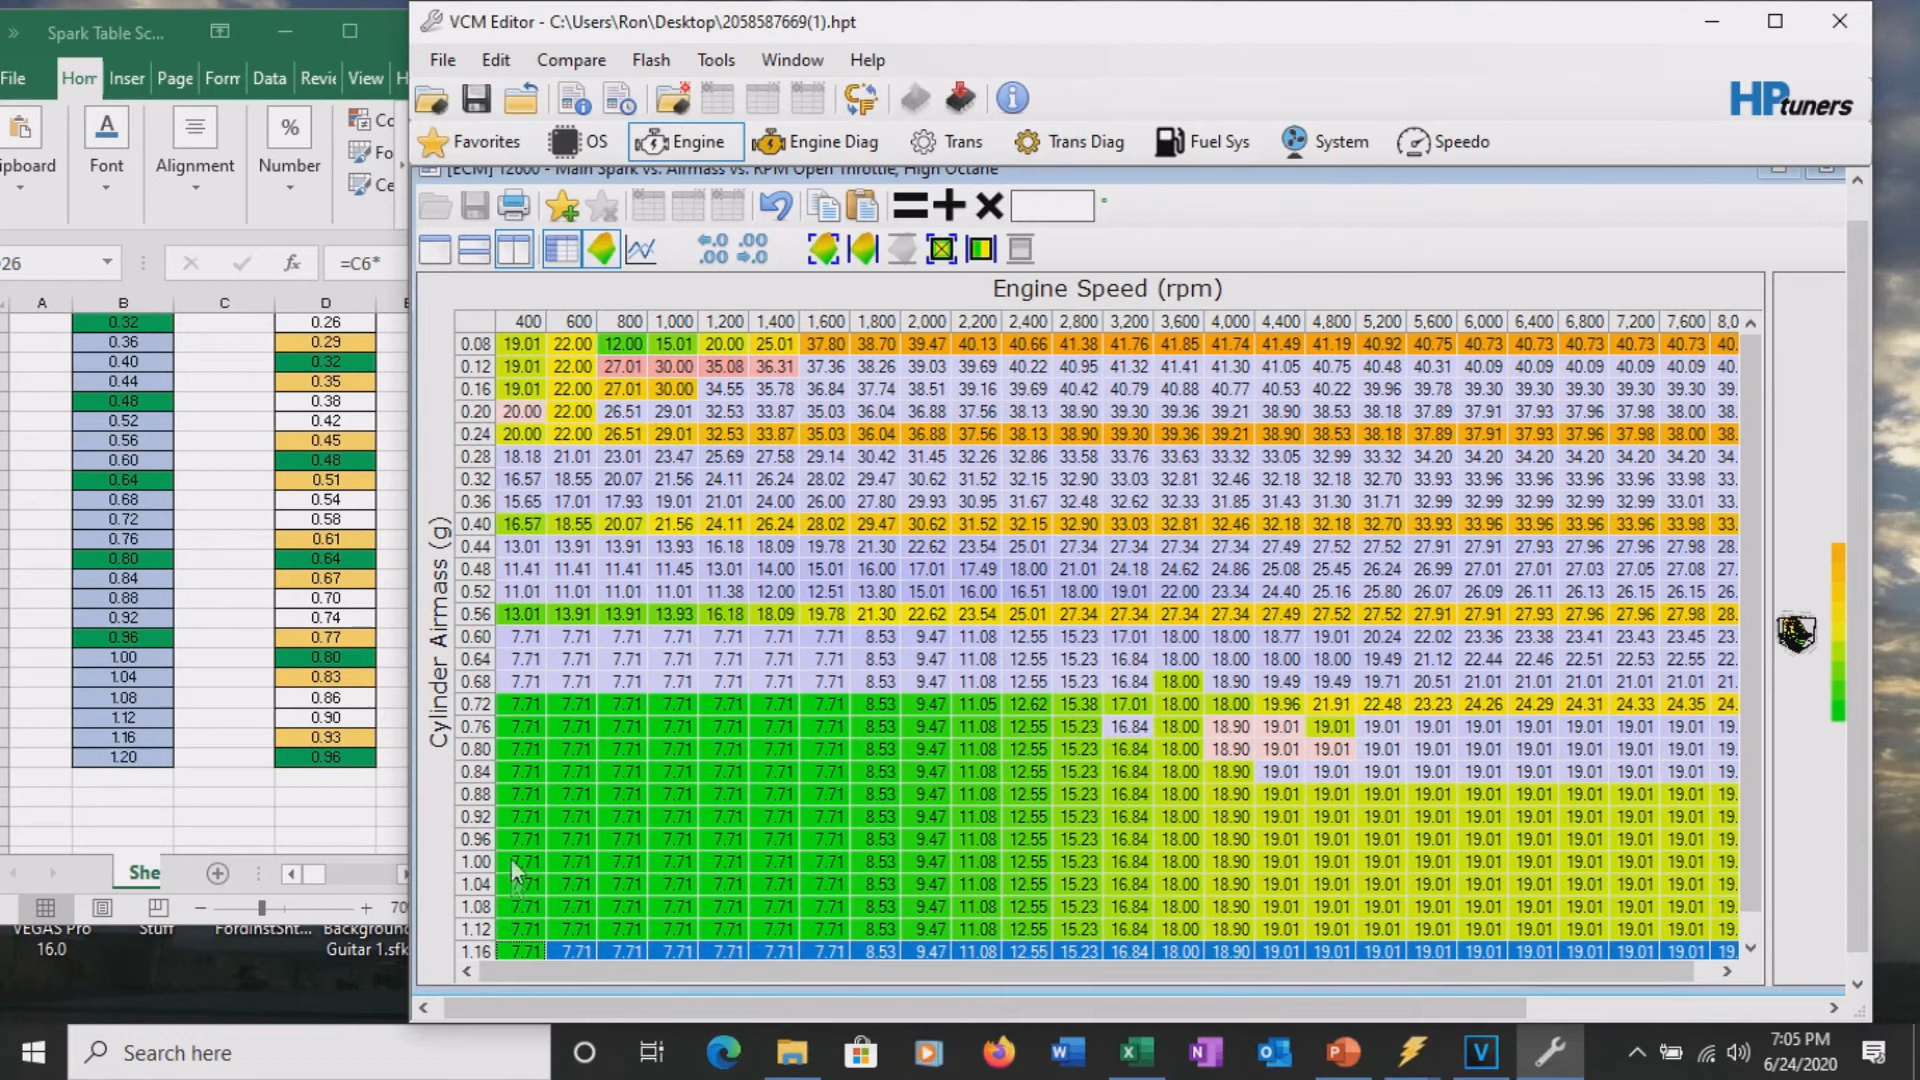 Spark Table Sc...
File Hom Inser Page Form Data Revie View H
Clipboard Font Alignment Number
Co
Fo
Ce
26 fx =C6*
A B C D
0.32 0.26
0.36 0.29
0.40 0.32
0.44 0.35
0.48 0.38
0.52 0.42
0.56 0.45
0.60 0.48
0.64 0.51
0.68 0.54
0.72 0.58
0.76 0.61
0.80 0.64
0.84 0.67
0.88 0.70
0.92 0.74
0.96 0.77
1.00 0.80
1.04 0.83
1.08 0.86
1.12 0.90
1.16 0.93
1.20 0.96
She
70
VEGAS Pro 16.0
Stuff
FordInstSht...
Background Guitar 1.sfk
VCM Editor - C:\Users\Ron\Desktop\2058587669(1).hpt
File Edit Compare Flash Tools Window Help
HP tuners
Favorites OS Engine Engine Diag Trans Trans Diag Fuel Sys System Speedo
[ECM] 12000 - Main Spark vs. Airmass vs. RPM Open Throttle, High Octane
Engine Speed (rpm)
Cylinder Airmass (g)
400 600 800 1,000 1,200 1,400 1,600 1,800 2,000 2,200 2,400 2,800 3,200 3,600 4,000 4,400 4,800 5,200 5,600 6,000 6,400 6,800 7,200 7,600 8,0
0.08 19.01 22.00 12.00 15.01 20.00 25.01 37.80 38.70 39.47 40.13 40.66 41.38 41.76 41.85 41.74 41.49 41.19 40.92 40.75 40.73 40.73 40.73 40.73 40.73 40.
0.12 19.01 22.00 27.01 30.00 35.08 36.31 37.36 38.26 39.03 39.69 40.22 40.95 41.32 41.41 41.30 41.05 40.75 40.48 40.31 40.09 40.09 40.09 40.09 40.09 40.
0.16 19.01 22.00 27.01 30.00 34.55 35.78 36.84 37.74 38.51 39.16 39.69 40.42 40.79 40.88 40.77 40.53 40.22 39.96 39.78 39.30 39.30 39.30 39.30 39.30 39.
0.20 20.00 22.00 26.51 29.01 32.53 33.87 35.03 36.04 36.88 37.56 38.13 38.90 39.30 39.36 39.21 38.90 38.53 38.18 37.89 37.91 37.93 37.96 37.98 38.00 38.
0.24 20.00 22.00 26.51 29.01 32.53 33.87 35.03 36.04 36.88 37.56 38.13 38.90 39.30 39.36 39.21 38.90 38.53 38.18 37.89 37.91 37.93 37.96 37.98 38.00 38.
0.28 18.18 21.01 23.01 23.47 25.69 27.58 29.14 30.42 31.45 32.26 32.86 33.58 33.76 33.63 33.32 33.05 32.99 33.32 34.20 34.20 34.20 34.20 34.20 34.20 34.
0.32 16.57 18.55 20.07 21.56 24.11 26.24 28.02 29.47 30.62 31.52 32.15 32.90 33.03 32.81 32.46 32.18 32.18 32.70 33.93 33.96 33.96 33.96 33.96 33.98 33.
0.36 15.65 17.01 17.93 19.01 21.01 24.00 26.00 27.80 29.93 30.95 31.67 32.48 32.62 32.33 31.85 31.43 31.30 31.71 32.99 32.99 32.99 32.99 32.99 33.01 33.
0.40 16.57 18.55 20.07 21.56 24.11 26.24 28.02 29.47 30.62 31.52 32.15 32.90 33.03 32.81 32.46 32.18 32.18 32.70 33.93 33.96 33.96 33.96 33.96 33.98 33.
0.44 13.01 13.91 13.91 13.93 16.18 18.09 19.78 21.30 22.62 23.54 25.01 27.34 27.34 27.34 27.34 27.49 27.52 27.52 27.91 27.91 27.93 27.96 27.96 27.98 28.
0.48 11.41 11.41 11.41 11.45 13.01 14.00 15.01 16.00 17.01 17.49 18.00 21.01 24.18 24.62 24.86 25.08 25.45 26.24 26.99 27.01 27.01 27.03 27.05 27.08 27.
0.52 11.01 11.01 11.01 11.01 11.38 12.00 12.51 13.80 15.01 16.00 16.51 18.00 19.01 22.00 23.34 24.40 25.16 25.80 26.07 26.09 26.11 26.13 26.15 26.15 26.
0.56 13.01 13.91 13.91 13.93 16.18 18.09 19.78 21.30 22.62 23.54 25.01 27.34 27.34 27.34 27.34 27.49 27.52 27.52 27.91 27.91 27.93 27.96 27.96 27.98 28.
0.60 7.71 7.71 7.71 7.71 7.71 7.71 7.71 8.53 9.47 11.08 12.55 15.23 17.01 18.00 18.00 18.77 19.01 20.24 22.02 23.36 23.38 23.41 23.43 23.45 23.
0.64 7.71 7.71 7.71 7.71 7.71 7.71 7.71 8.53 9.47 11.08 12.55 15.23 16.84 18.00 18.00 18.00 18.00 19.49 21.12 22.44 22.46 22.51 22.53 22.55 22.
0.68 7.71 7.71 7.71 7.71 7.71 7.71 7.71 8.53 9.47 11.08 12.55 15.23 16.84 18.00 18.90 19.49 19.49 19.71 20.51 21.01 21.01 21.01 21.01 21.01 21.
0.72 7.71 7.71 7.71 7.71 7.71 7.71 7.71 8.53 9.47 11.05 12.62 15.38 17.01 18.00 18.00 19.96 21.91 22.48 23.23 24.26 24.29 24.31 24.33 24.35 24.
0.76 7.71 7.71 7.71 7.71 7.71 7.71 7.71 8.53 9.47 11.08 12.55 15.23 16.84 18.00 18.90 19.01 19.01 19.01 19.01 19.01 19.01 19.01 19.01 19.01 19.
0.80 7.71 7.71 7.71 7.71 7.71 7.71 7.71 8.53 9.47 11.08 12.55 15.23 16.84 18.00 18.90 19.01 19.01 19.01 19.01 19.01 19.01 19.01 19.01 19.01 19.
0.84 7.71 7.71 7.71 7.71 7.71 7.71 7.71 8.53 9.47 11.08 12.55 15.23 16.84 18.00 18.90 19.01 19.01 19.01 19.01 19.01 19.01 19.01 19.01 19.01 19.
0.88 7.71 7.71 7.71 7.71 7.71 7.71 7.71 8.53 9.47 11.08 12.55 15.23 16.84 18.00 18.90 19.01 19.01 19.01 19.01 19.01 19.01 19.01 19.01 19.01 19.
0.92 7.71 7.71 7.71 7.71 7.71 7.71 7.71 8.53 9.47 11.08 12.55 15.23 16.84 18.00 18.90 19.01 19.01 19.01 19.01 19.01 19.01 19.01 19.01 19.01 19.
0.96 7.71 7.71 7.71 7.71 7.71 7.71 7.71 8.53 9.47 11.08 12.55 15.23 16.84 18.00 18.90 19.01 19.01 19.01 19.01 19.01 19.01 19.01 19.01 19.01 19.
1.00 7.71 7.71 7.71 7.71 7.71 7.71 7.71 8.53 9.47 11.08 12.55 15.23 16.84 18.00 18.90 19.01 19.01 19.01 19.01 19.01 19.01 19.01 19.01 19.01 19.
1.04 7.71 7.71 7.71 7.71 7.71 7.71 7.71 8.53 9.47 11.08 12.55 15.23 16.84 18.00 18.90 19.01 19.01 19.01 19.01 19.01 19.01 19.01 19.01 19.01 19.
1.08 7.71 7.71 7.71 7.71 7.71 7.71 7.71 8.53 9.47 11.08 12.55 15.23 16.84 18.00 18.90 19.01 19.01 19.01 19.01 19.01 19.01 19.01 19.01 19.01 19.
1.12 7.71 7.71 7.71 7.71 7.71 7.71 7.71 8.53 9.47 11.08 12.55 15.23 16.84 18.00 18.90 19.01 19.01 19.01 19.01 19.01 19.01 19.01 19.01 19.01 19.
1.16 7.71 7.71 7.71 7.71 7.71 7.71 7.71 8.53 9.47 11.08 12.55 15.23 16.84 18.00 18.90 19.01 19.01 19.01 19.01 19.01 19.01 19.01 19.01 19.01 19.
Search here
7:05 PM
6/24/2020